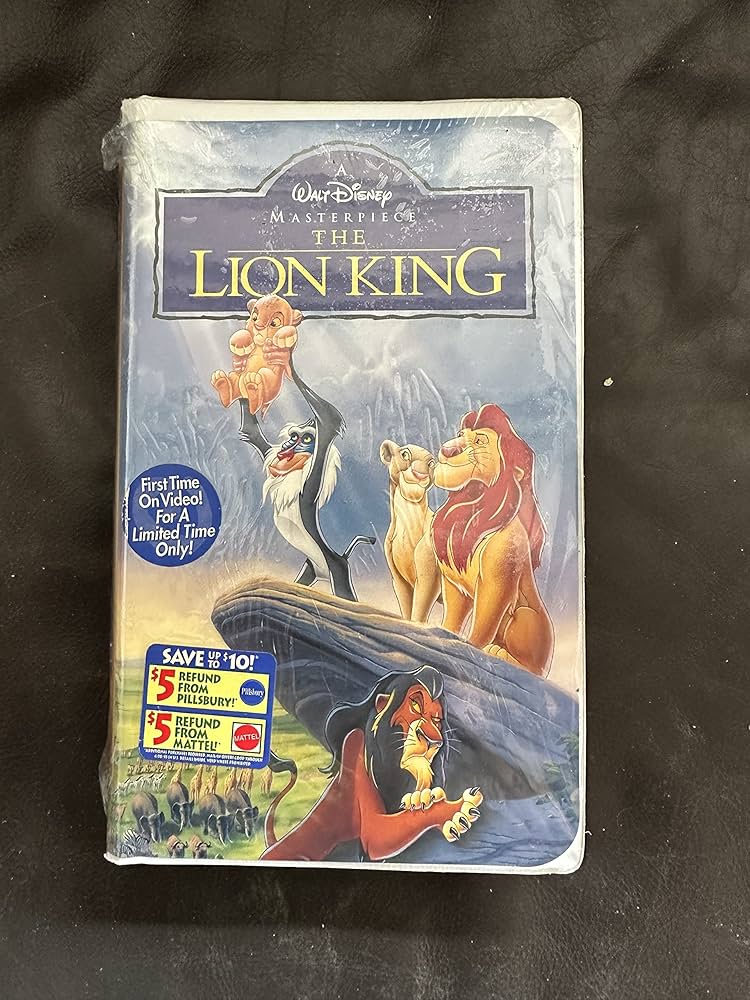 A
WALT DISNEY
MASTERPIECE
THE
LION KING
First Time
On Video!
For A
Limited Time
Only!
SAVE UP TO $10!*
$5 REFUND
FROM
PILLSBURY!*
Pillsbury
$5 REFUND
FROM
MATTEL!*
MATTEL